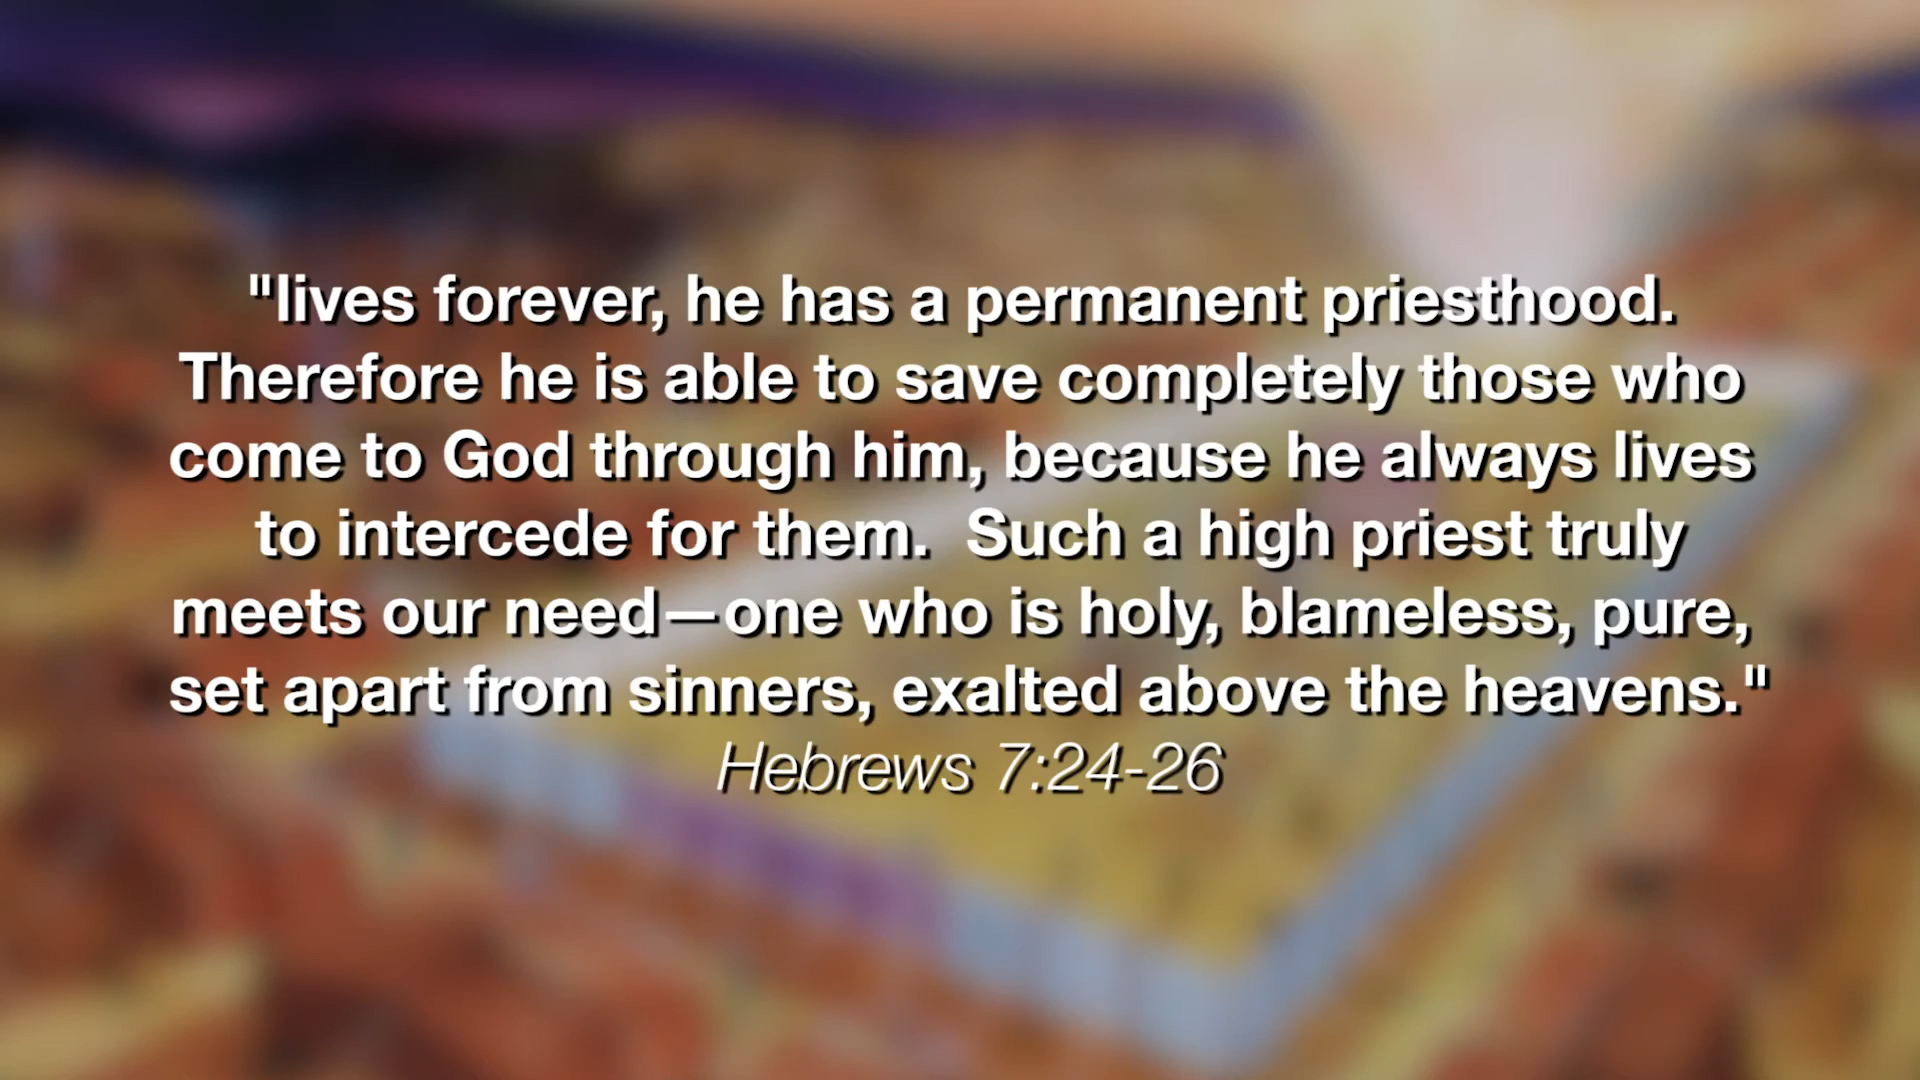 "lives forever, he has a permanent priesthood.
Therefore he is able to save completely those who
come to God through him, because he always lives
to intercede for them.  Such a high priest truly
meets our need—one who is holy, blameless, pure,
set apart from sinners, exalted above the heavens."
Hebrews 7:24-26